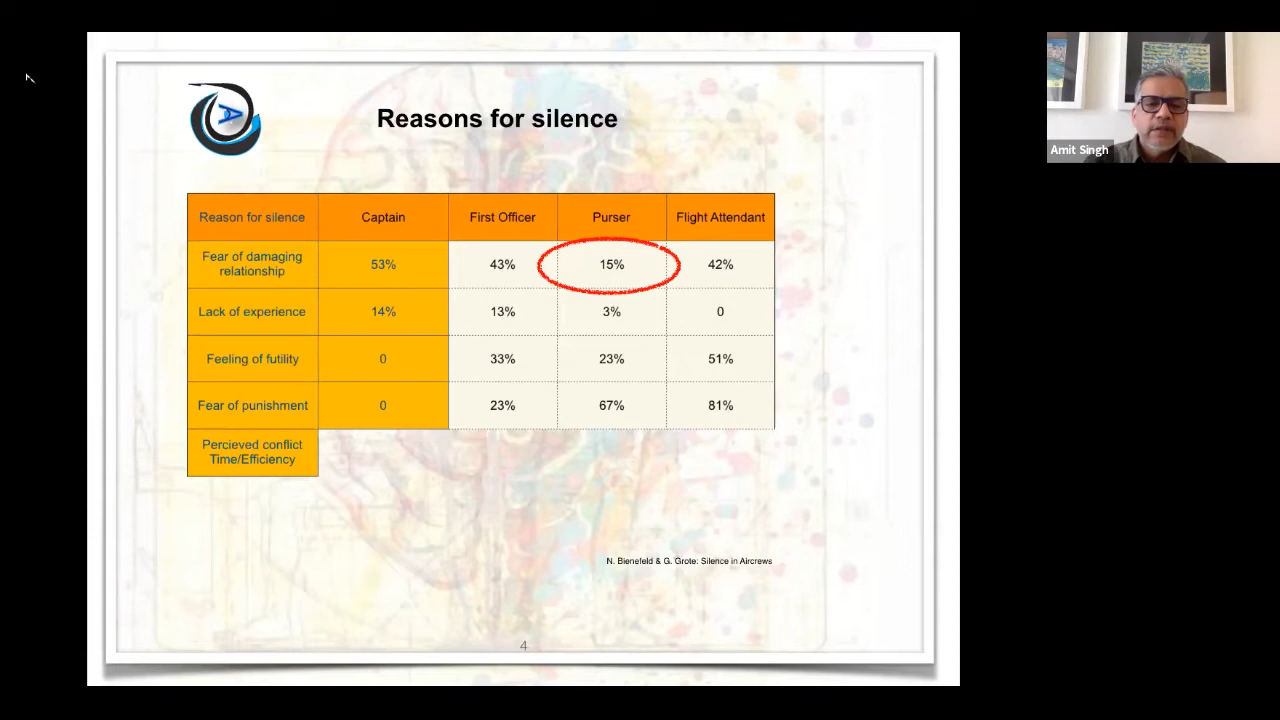 Reasons for silence
Reason for silence Captain First Officer Purser Flight Attendant
Fear of damaging
relationship 53% 43% 15% 42%
Lack of experience 14% 13% 3% 0
Feeling of futility 0 33% 23% 51%
Fear of punishment 0 23% 67% 81%
Percieved conflict
Time/Efficiency
N. Bienefeld & G. Grote: Silence in Aircrews
4
Amit Singh